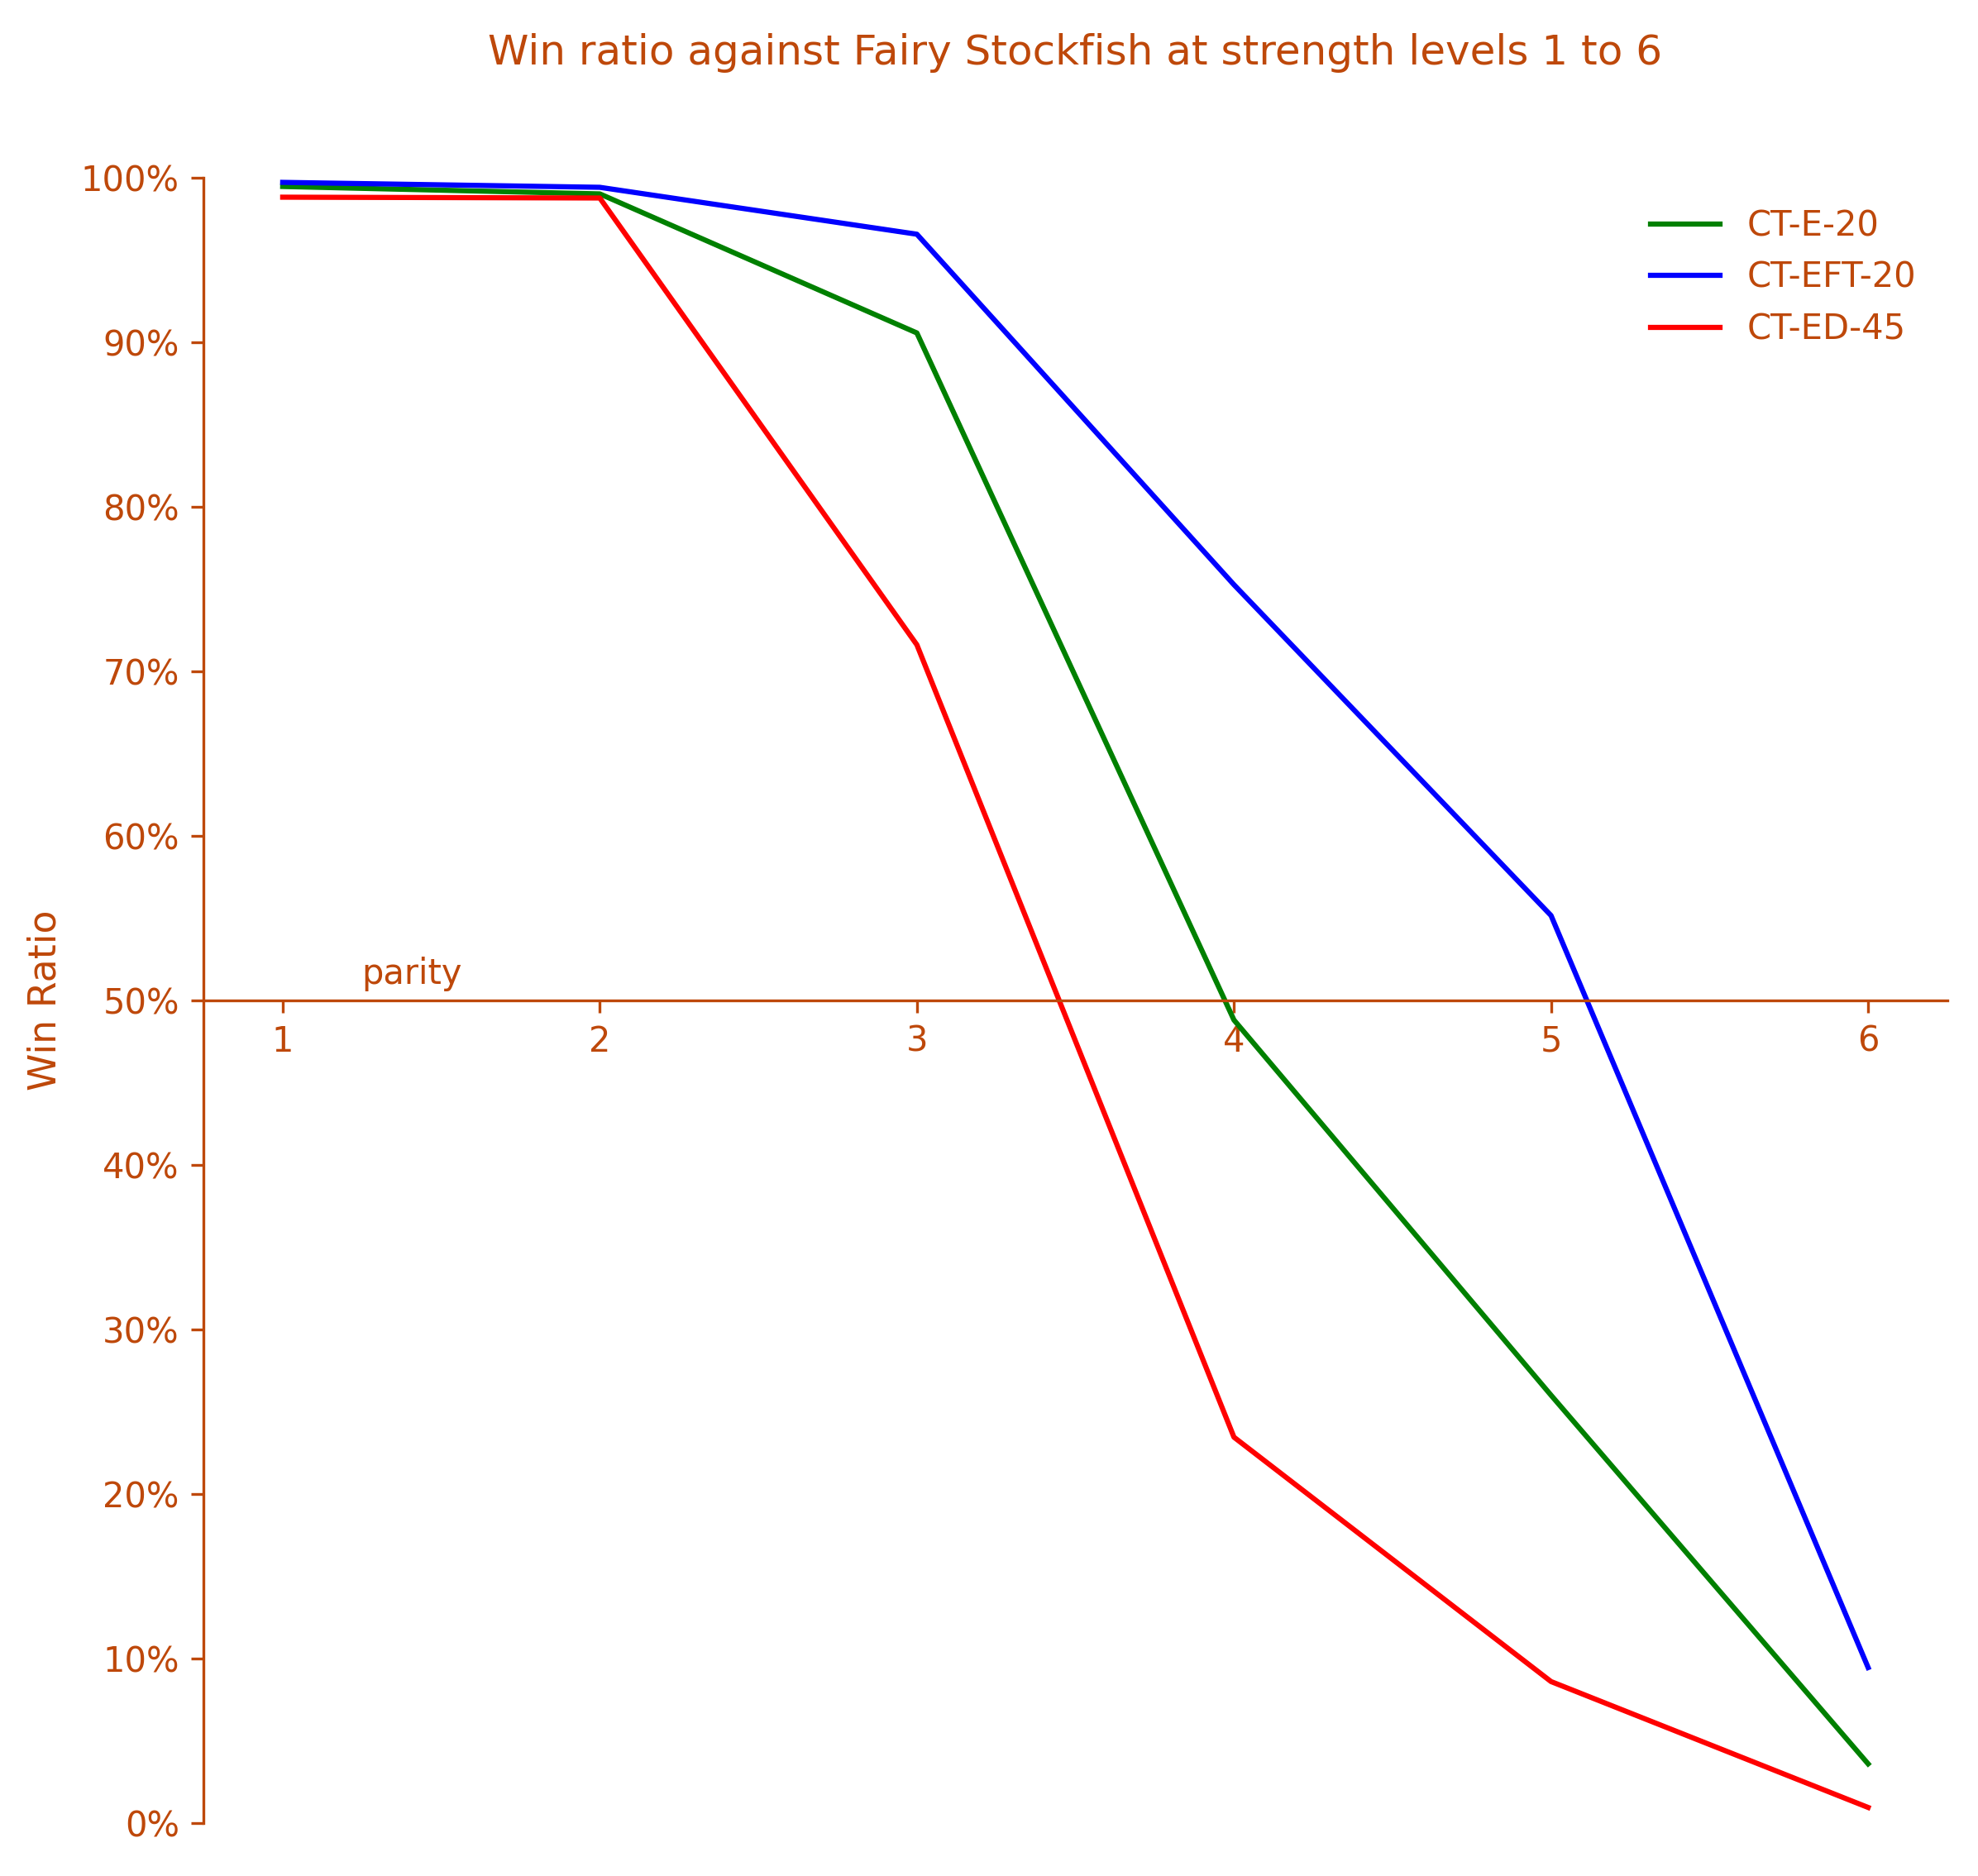 Win ratio against Fairy Stockfish at strength levels 1 to 6
100%
90%
80%
70%
60%
50%
40%
30%
20%
10%
0%
Win Ratio
parity
1 2 3 4 5 6
CT-E-20
CT-EFT-20
CT-ED-45